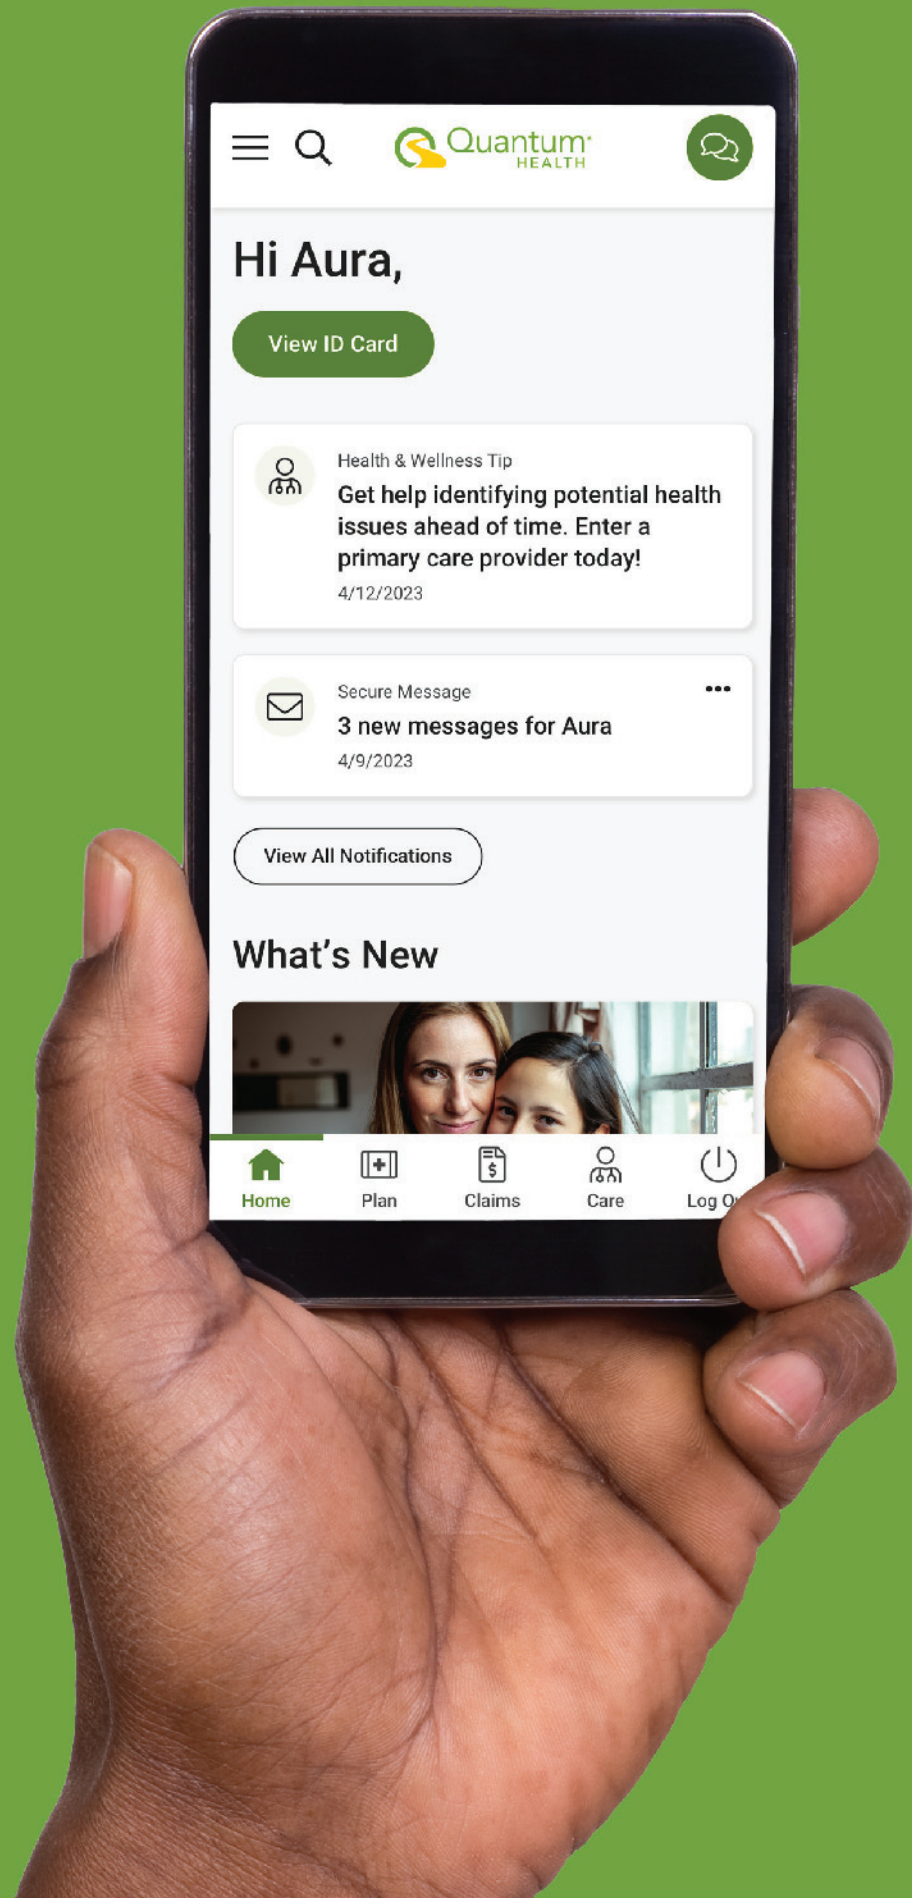 Quantum
HEALTH
Hi Aura,
View ID Card
Health & Wellness Tip
Get help identifying potential health
issues ahead of time. Enter a
primary care provider today!
4/12/2023
Secure Message
3 new messages for Aura
4/9/2023
View All Notifications
What's New
Home Plan Claims Care Log